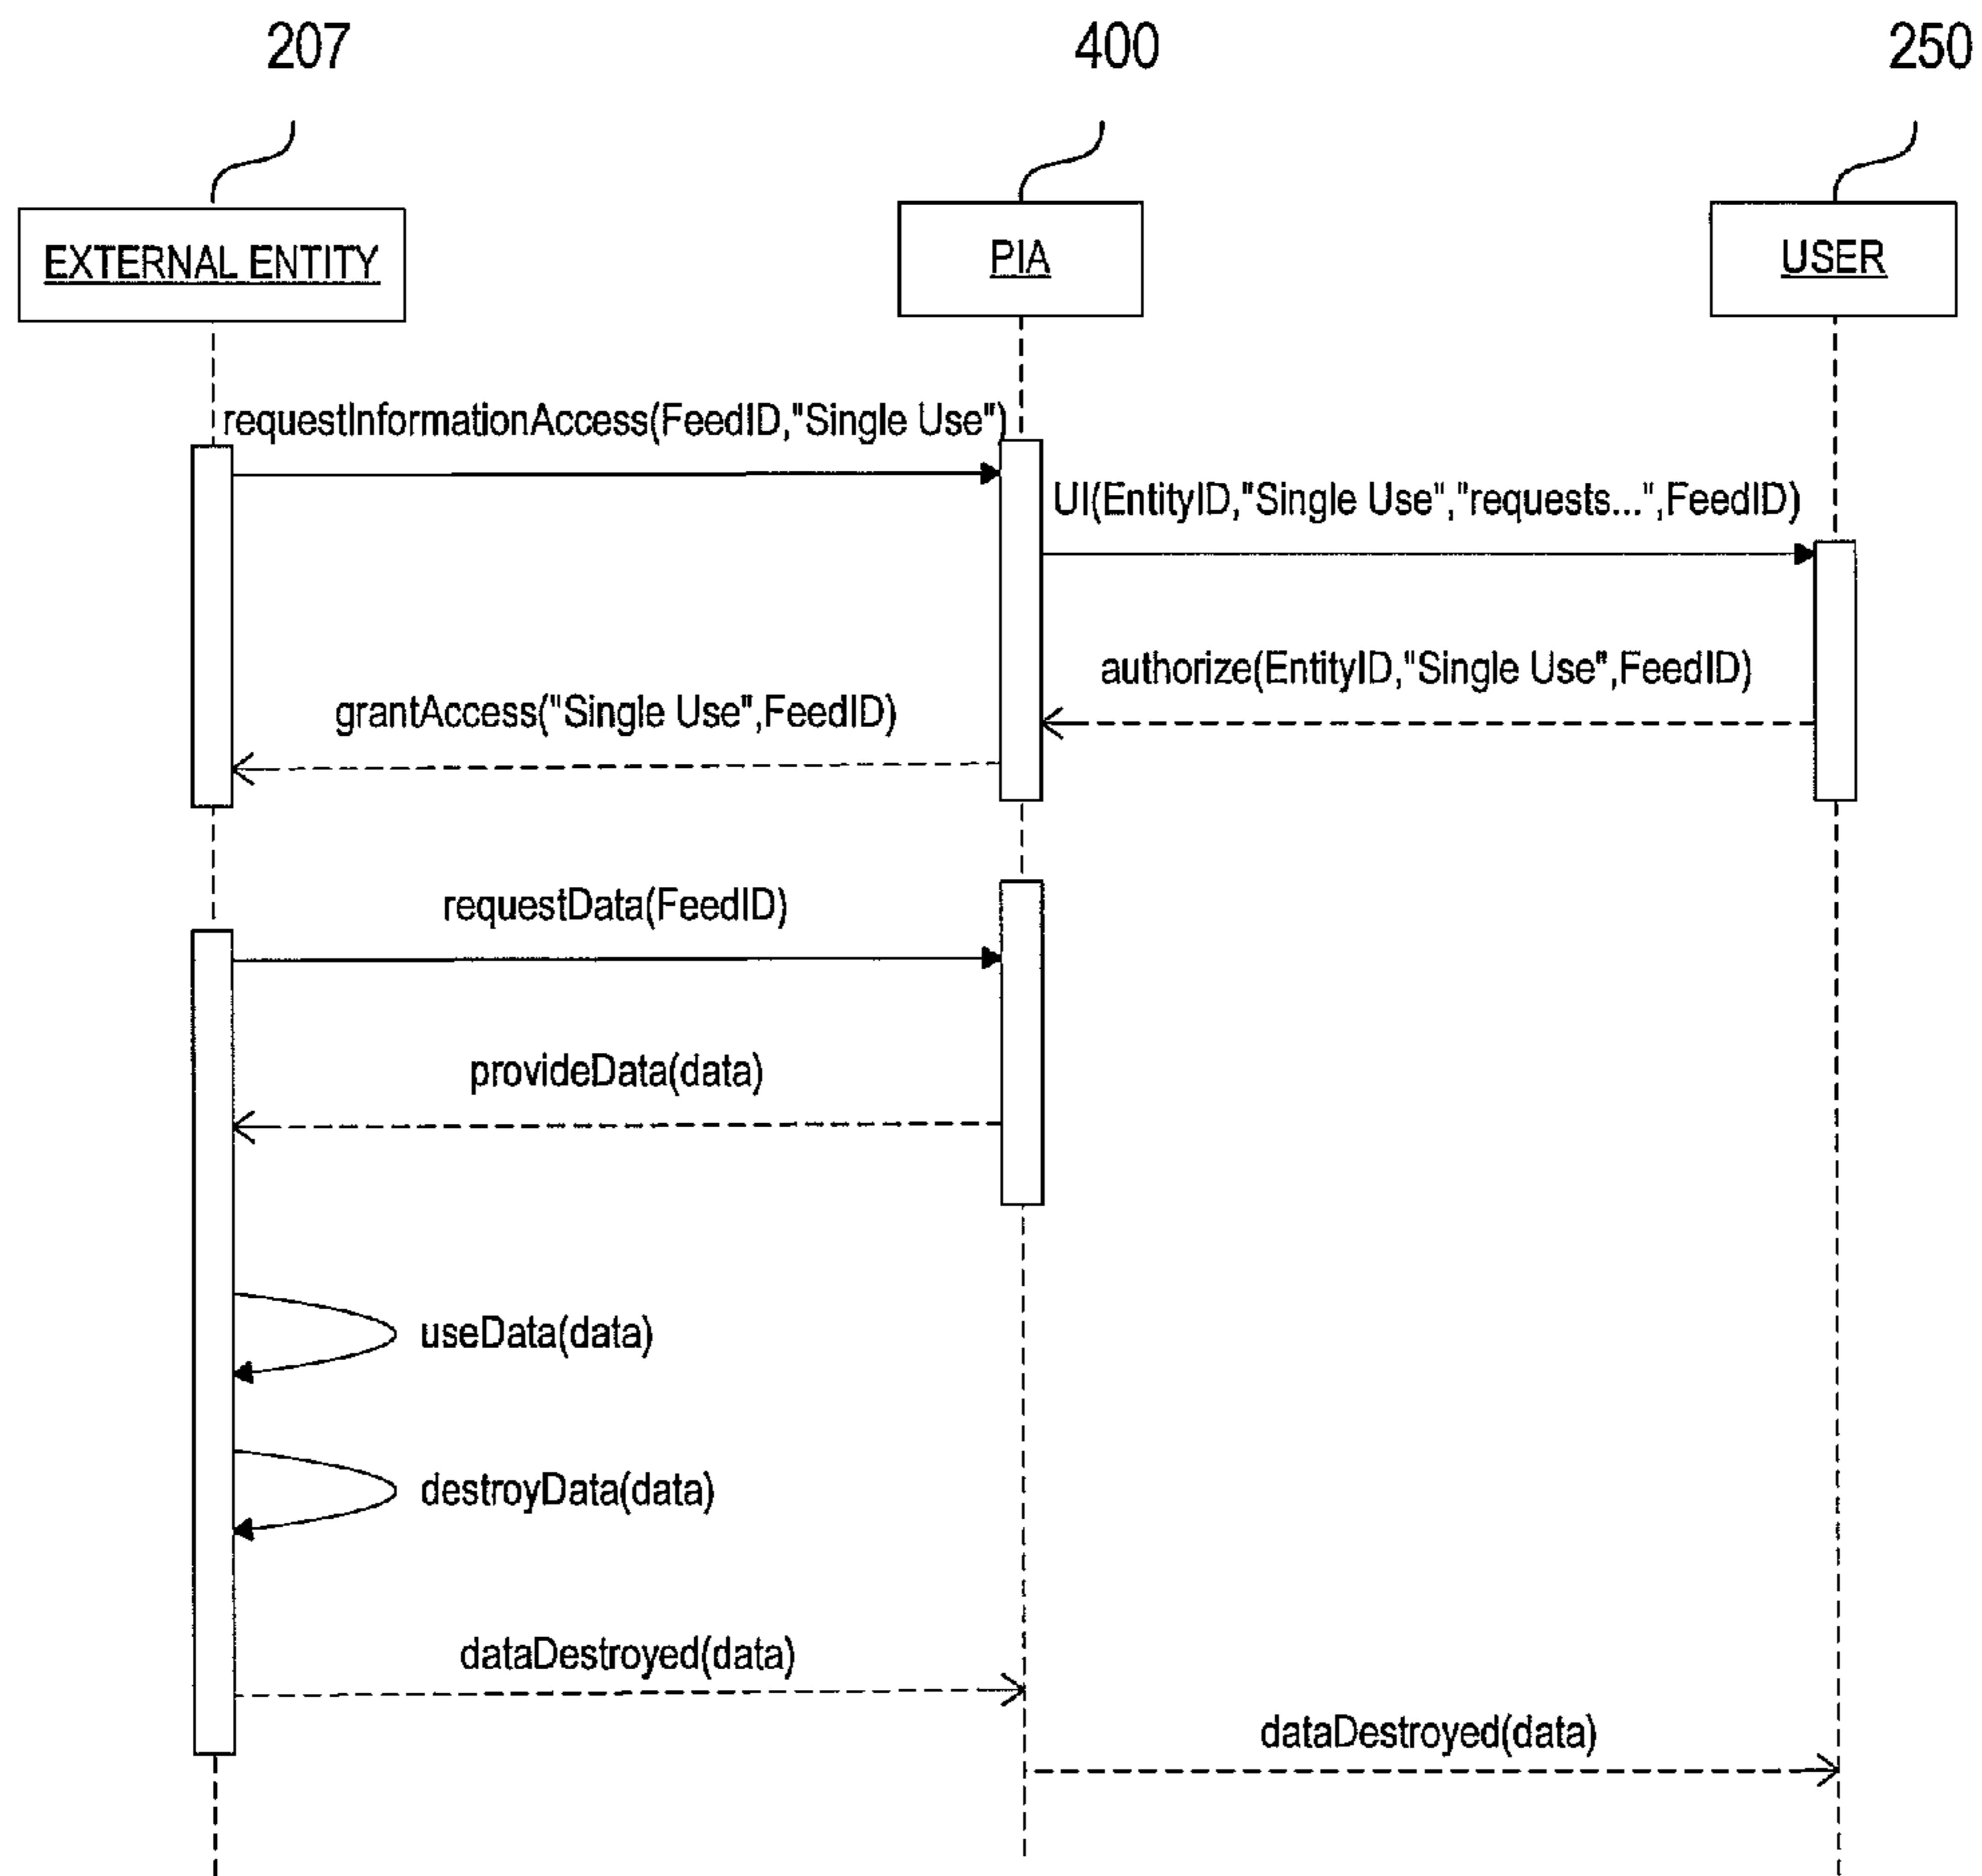 207
400
250
EXTERNAL ENTITY
PIA
USER
requestInformationAccess(FeedID,"Single Use")
UI(EntityID,"Single Use","requests...",FeedID)
authorize(EntityID,"Single Use",FeedID)
grantAccess("Single Use",FeedID)
requestData(FeedID)
provideData(data)
useData(data)
destroyData(data)
dataDestroyed(data)
dataDestroyed(data)